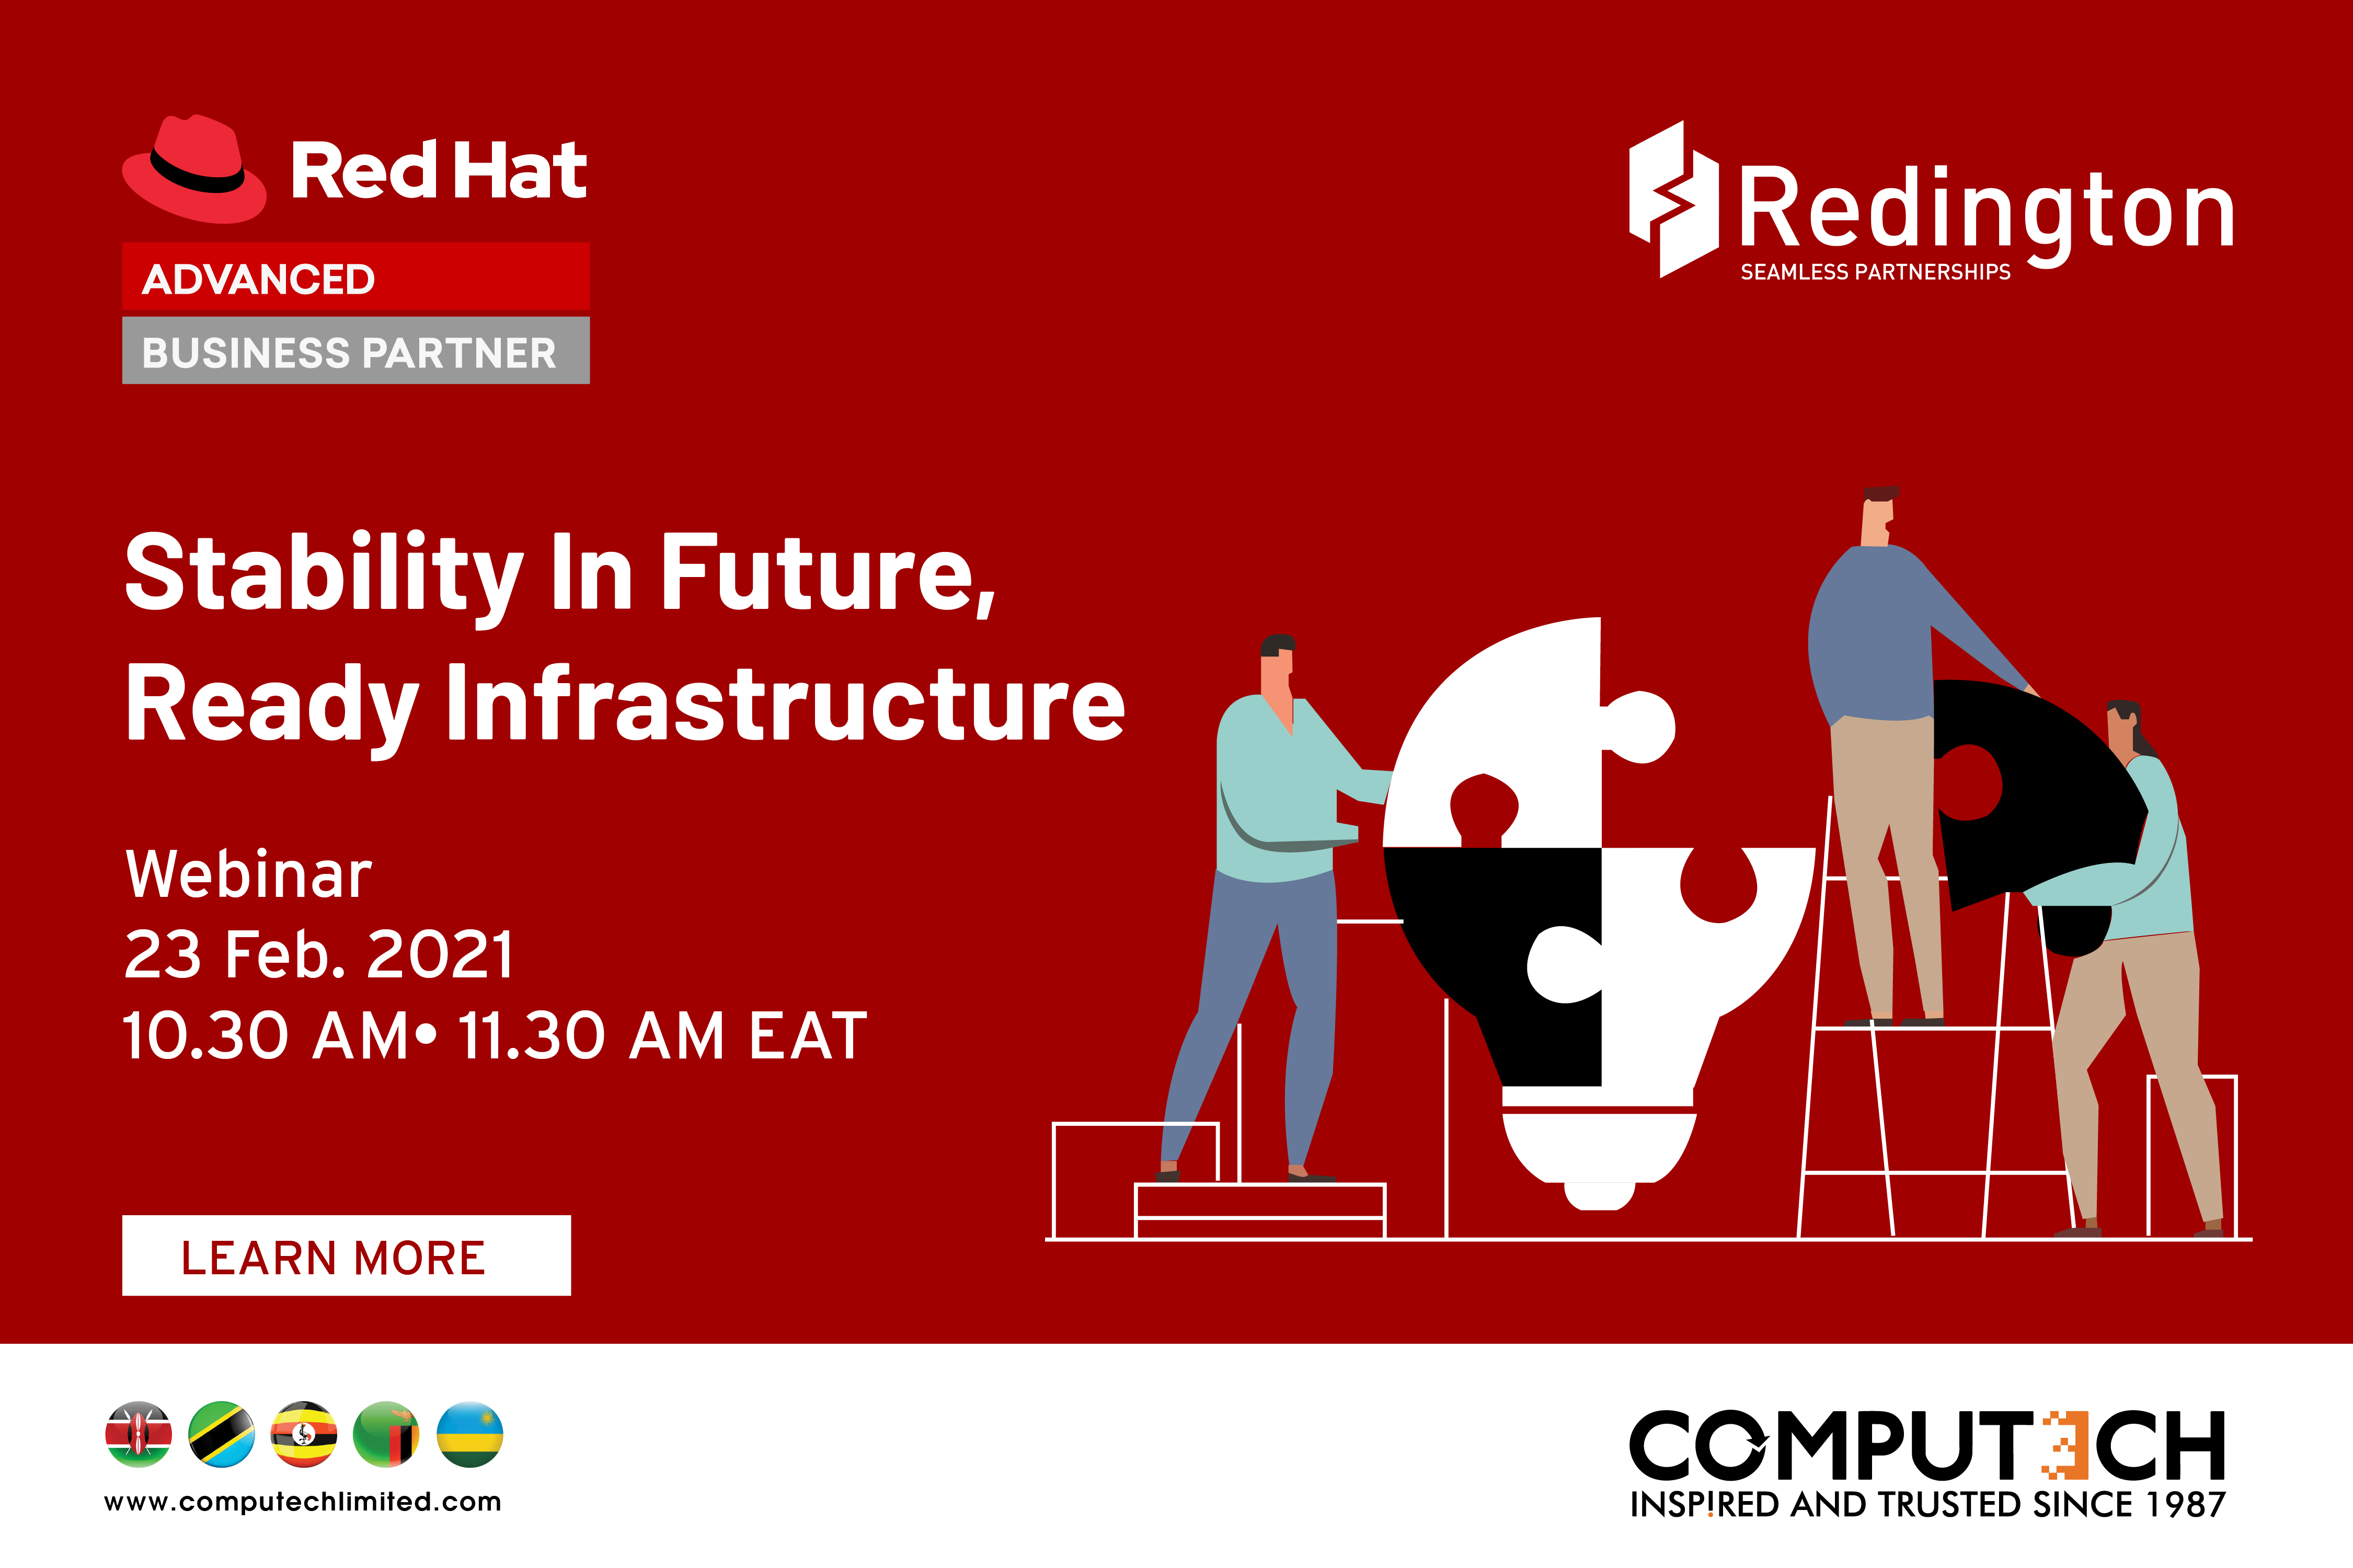 Red Hat
ADVANCED
BUSINESS PARTNER
Redington
SEAMLESS PARTNERSHIPS
Stability In Future,
Ready Infrastructure
Webinar
23 Feb. 2021
10.30 AM• 11.30 AM EAT
LEARN MORE
www.computechlimited.com
COMPUTECH
INSP!RED AND TRUSTED SINCE 1987